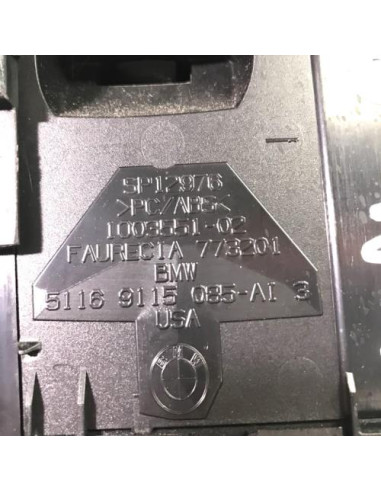 SP12976
>PC/ABS<
1003551-02
FAURECIA 773201
BMW
5116 9115 085-AI 3
USA